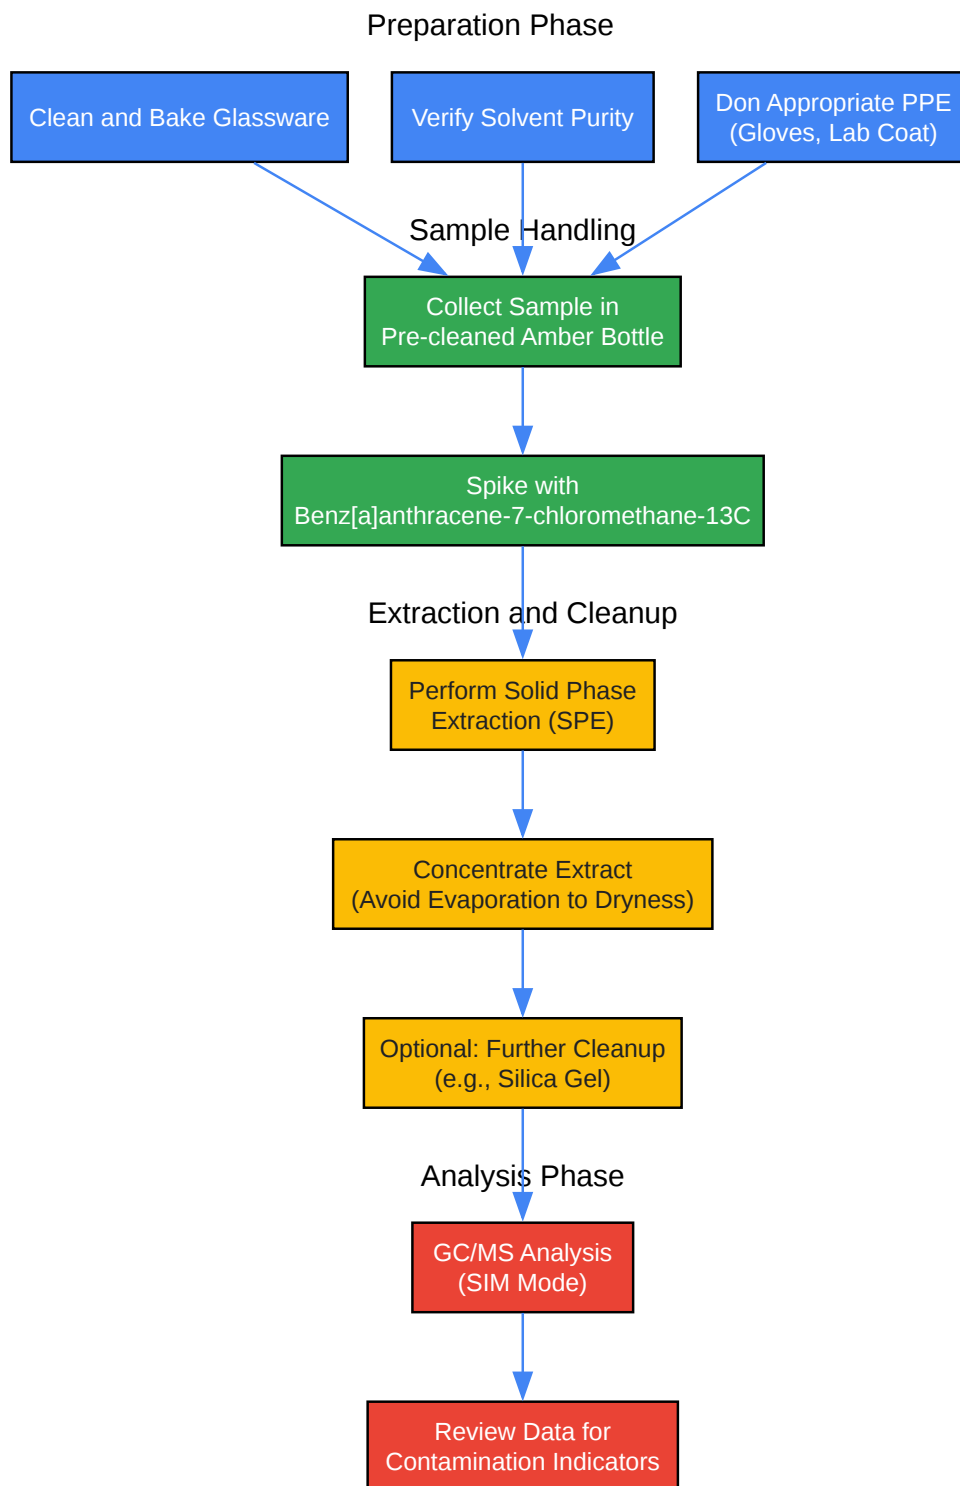 Preparation Phase
Clean and Bake Glassware
Verify Solvent Purity
Don Appropriate PPE
(Gloves, Lab Coat)
Sample Handling
Collect Sample in
Pre-cleaned Amber Bottle
Spike with
Benz[a]anthracene-7-chloromethane-13C
Extraction and Cleanup
Perform Solid Phase
Extraction (SPE)
Concentrate Extract
(Avoid Evaporation to Dryness)
Optional: Further Cleanup
(e.g., Silica Gel)
Analysis Phase
GC/MS Analysis
(SIM Mode)
Review Data for
Contamination Indicators